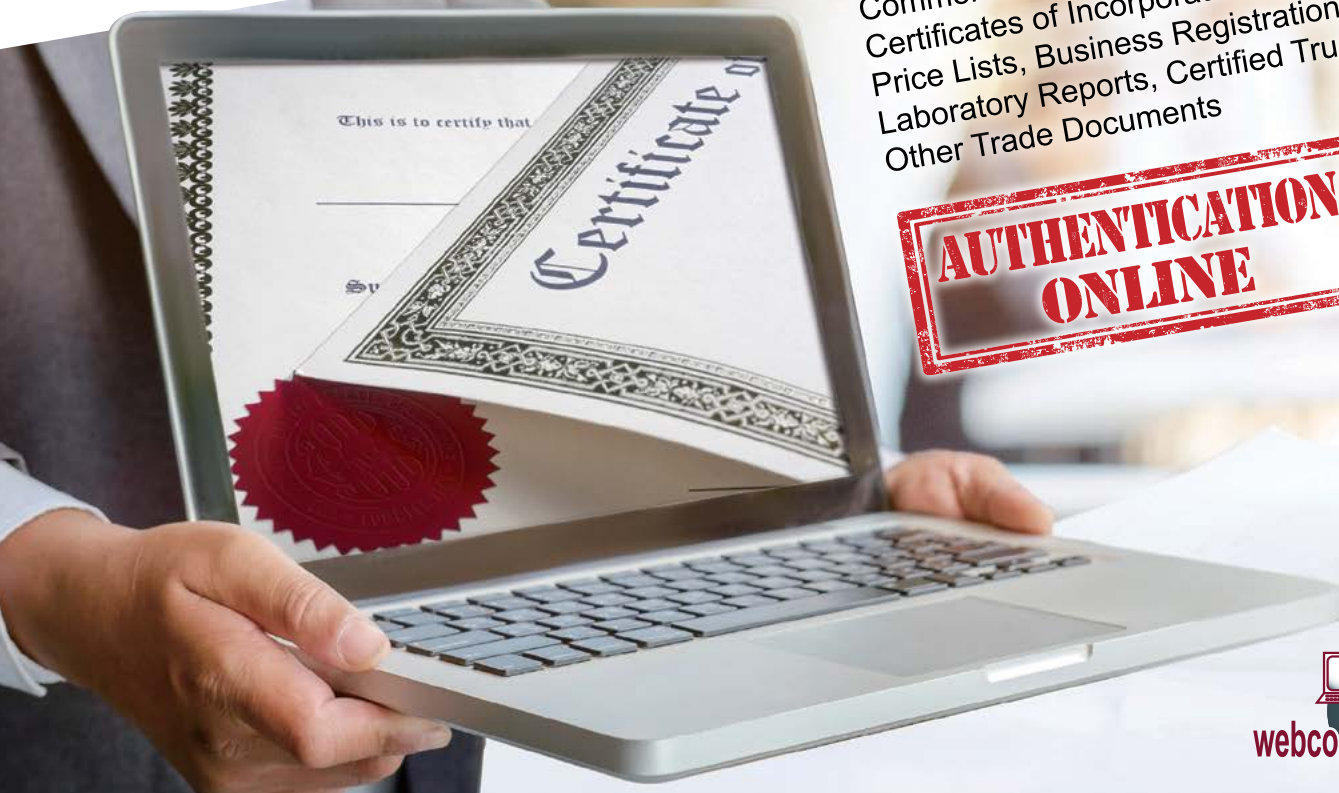 Certificates of Incorporat
Price Lists, Business Registration
Laboratory Reports, Certified Tru
Other Trade Documents
AUTHENTICATION
ONLINE
This is to certify that
Certificate o
webco